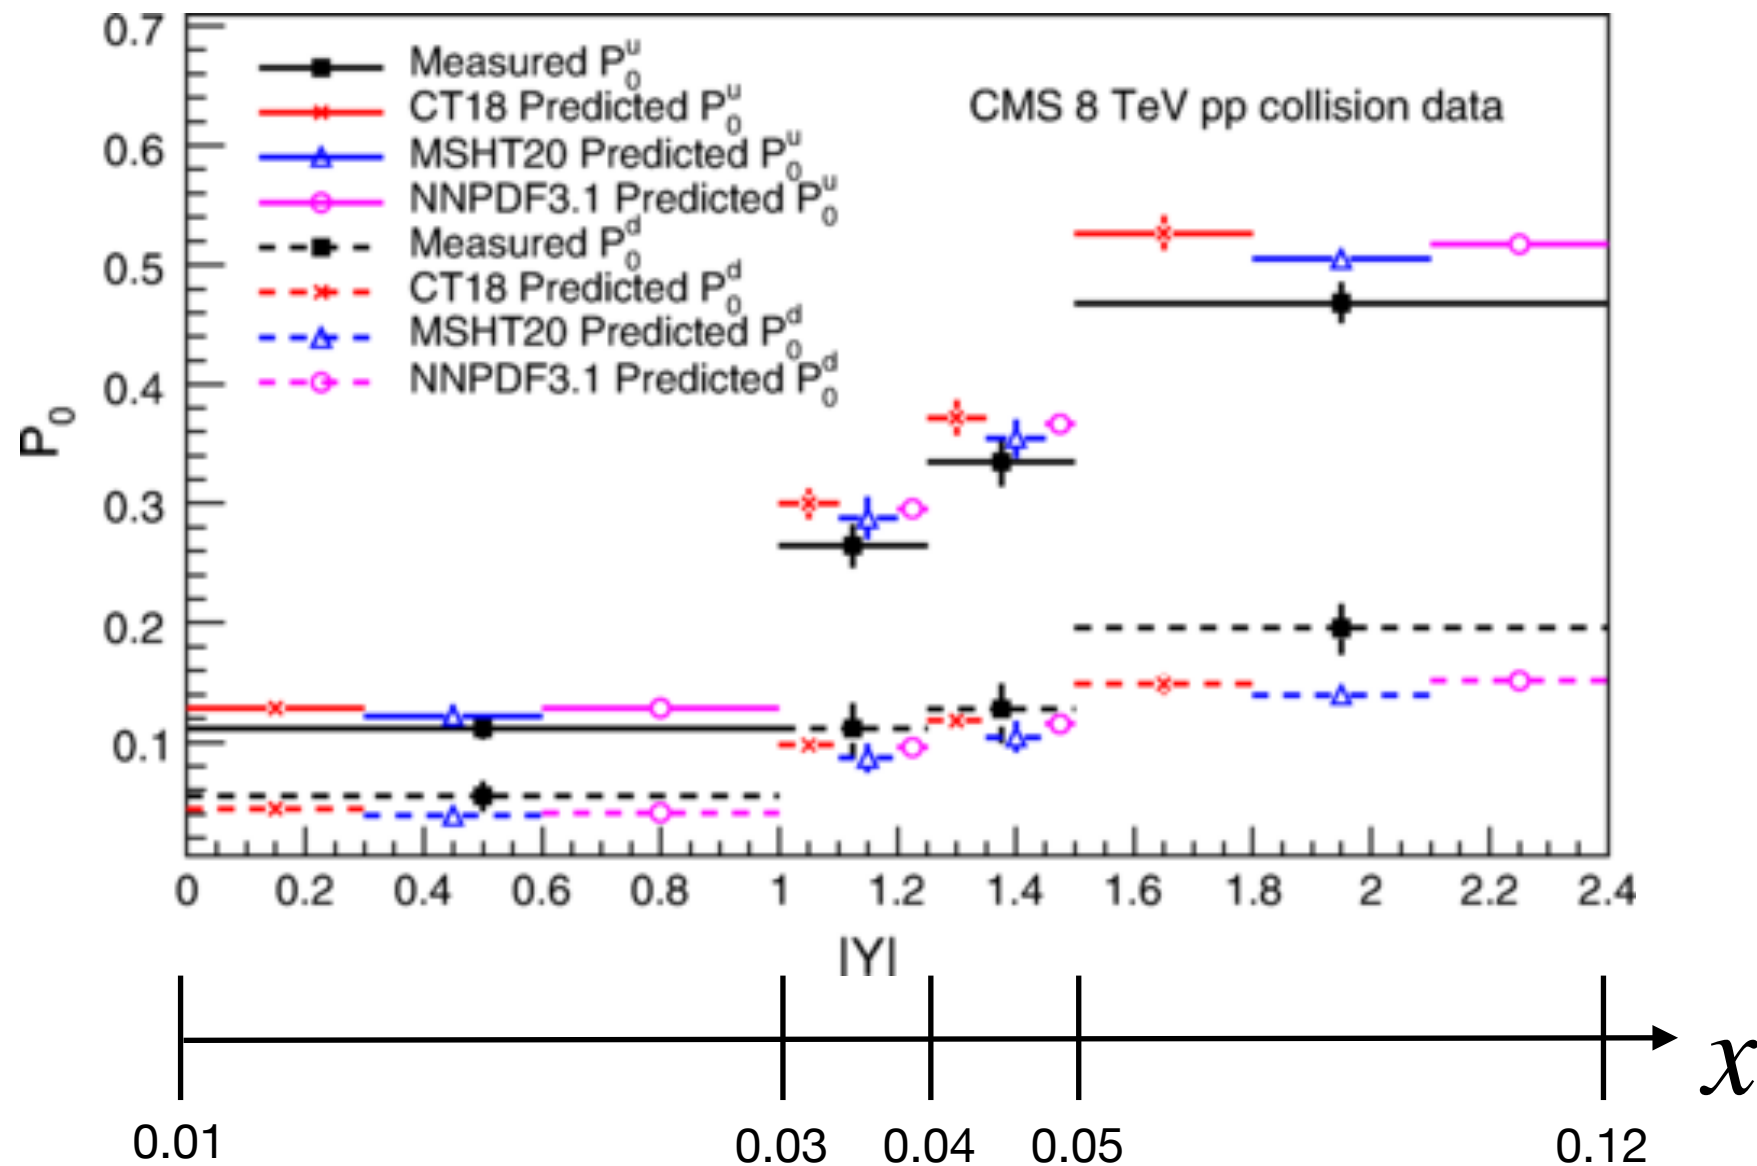 0.7
0.6
0.5
0.4
0.3
0.2
0.1
P₀
Measured P₀ᵘ
CT18 Predicted P₀ᵘ
MSHT20 Predicted P₀ᵘ
NNPDF3.1 Predicted P₀ᵘ
Measured P₀ᵈ
CT18 Predicted P₀ᵈ
MSHT20 Predicted P₀ᵈ
NNPDF3.1 Predicted P₀ᵈ
CMS 8 TeV pp collision data
0 0.2 0.4 0.6 0.8 1 1.2 1.4 1.6 1.8 2 2.2 2.4
|Y|
x
0.01 0.03 0.04 0.05 0.12